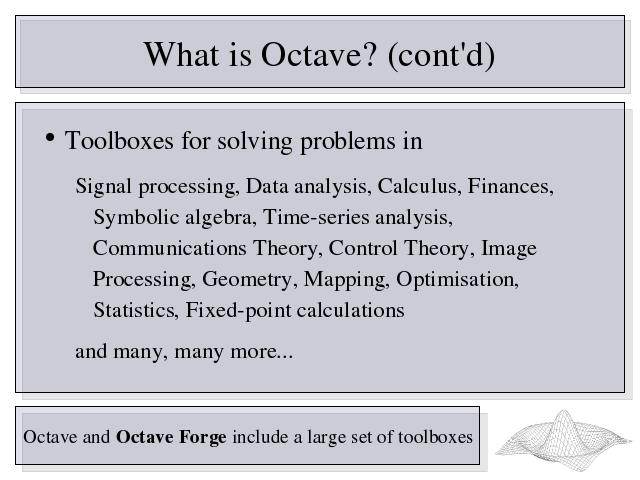 What is Octave? (cont'd)
• Toolboxes for solving problems in
Signal processing, Data analysis, Calculus, Finances,
Symbolic algebra, Time-series analysis,
Communications Theory, Control Theory, Image
Processing, Geometry, Mapping, Optimisation,
Statistics, Fixed-point calculations
and many, many more...
Octave and Octave Forge include a large set of toolboxes